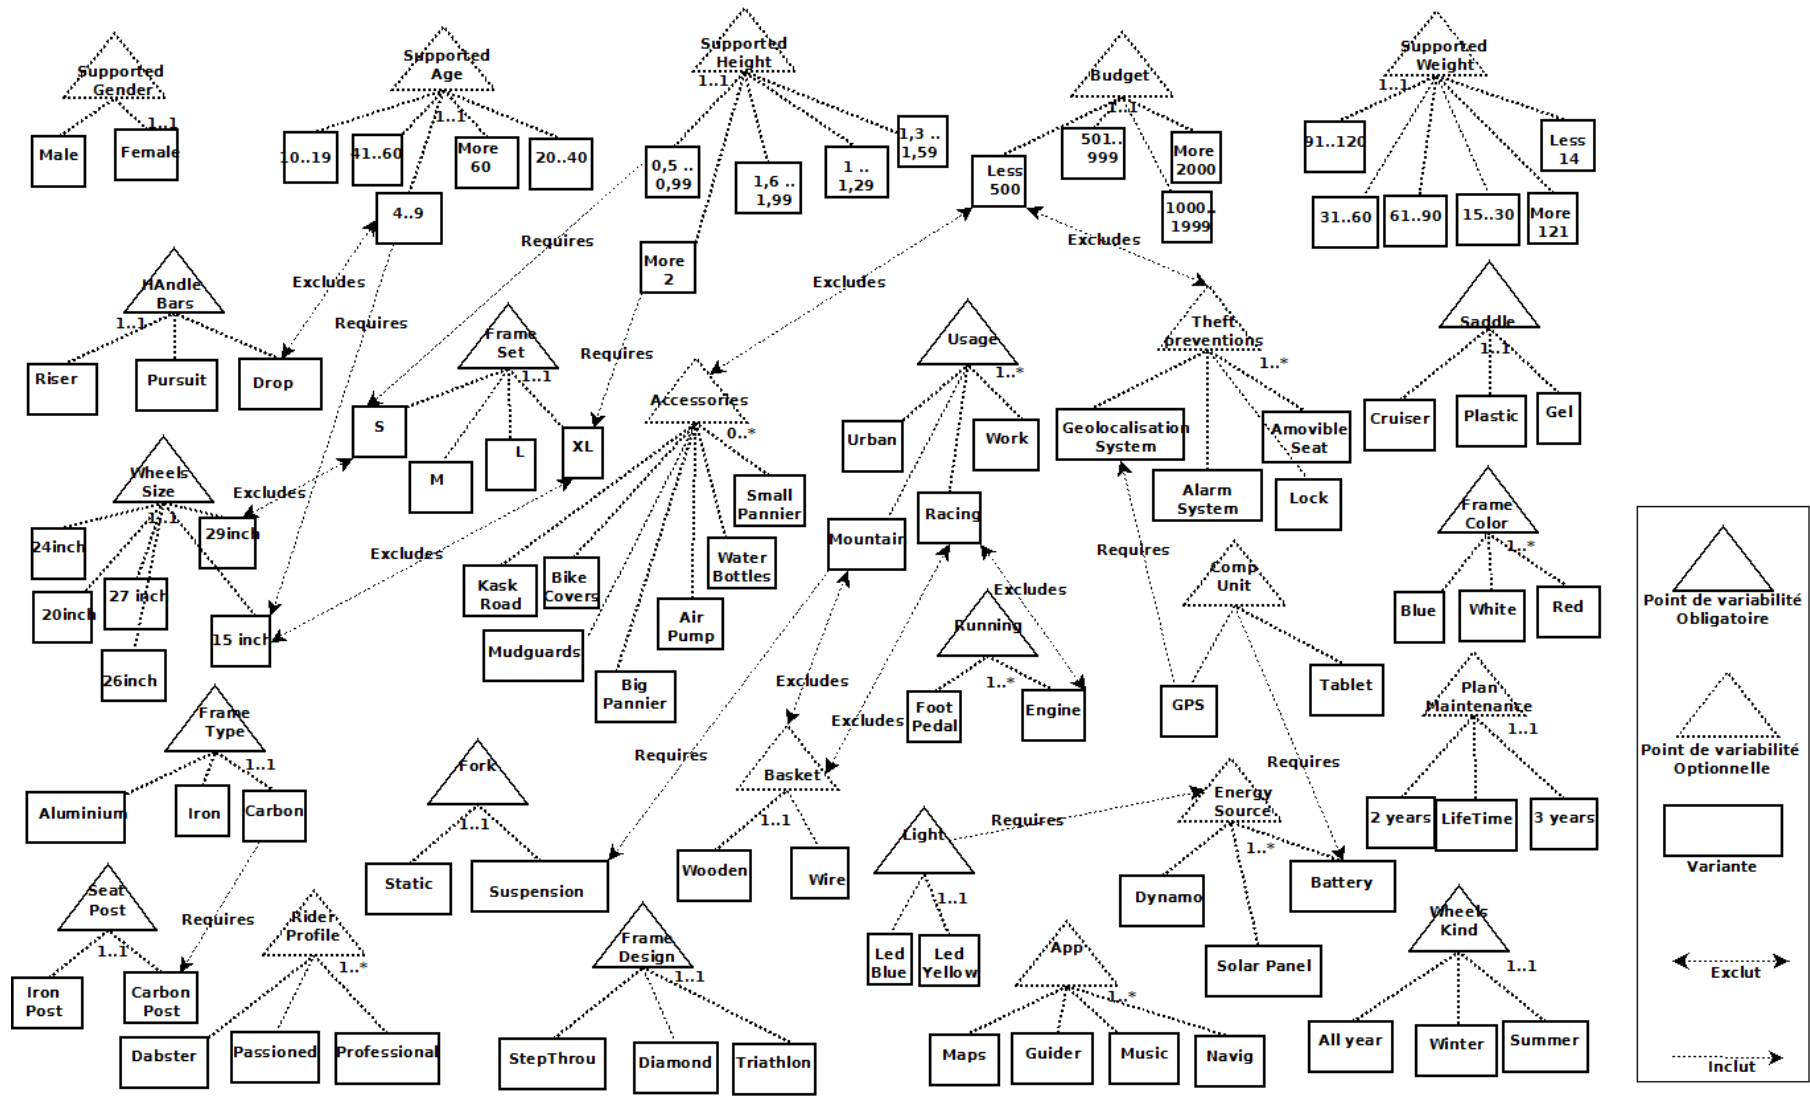 Supported
Gender
1..1
Male
Female
Supported
Age
1..1
10..19
41..60
More
60
20..40
4..9
Supported
Height
1..1
0,5 ..
0,99
1,6 ..
1,99
1 ..
1,29
1,3 ..
1,59
More
2
Budget
1..1
Less
500
501..
999
More
2000
1000..
1999
Supported
Weight
1..1
91..120
Less
14
31..60
61..90
15..30
More
121
Requires
Excludes
Excludes
Excludes
Requires
Requires
HAndle
Bars
1..1
Riser
Pursuit
Drop
Frame
Set
1..1
S
M
L
XL
Accessories
0..*
Kask
Road
Bike
Covers
Mudguards
Big
Pannier
Air
Pump
Water
Bottles
Small
Pannier
Usage
1..*
Urban
Work
Mountain
Racing
Theft
preventions
1..*
Geolocalisation
System
Amovible
Seat
Alarm
System
Lock
Saddle
1..1
Cruiser
Plastic
Gel
Wheels
Size
1..1
24inch
29inch
20inch
27 inch
15 inch
26inch
Excludes
Excludes
Requires
Excludes
Frame
Color
1..*
Blue
White
Red
Comp
Unit
GPS
Tablet
Running
1..*
Foot
Pedal
Engine
Excludes
Excludes
Requires
Requires
Frame
Type
1..1
Aluminium
Iron
Carbon
Fork
1..1
Static
Suspension
Basket
1..1
Wooden
Wire
Light
1..1
Led
Blue
Led
Yellow
Requires
Energy
Source
1..*
Dynamo
Battery
Solar Panel
Plan
Maintenance
1..1
2 years
LifeTime
3 years
Seat
Post
1..1
Iron
Post
Carbon
Post
Requires
Rider
Profile
1..*
Dabster
Passioned
Professional
Frame
Design
1..1
StepThrou
Diamond
Triathlon
App
1..*
Maps
Guider
Music
Navig
Wheels
Kind
1..1
All year
Winter
Summer
Point de variabilité
Obligatoire
Point de variabilité
Optionnelle
Variante
Exclut
Inclut